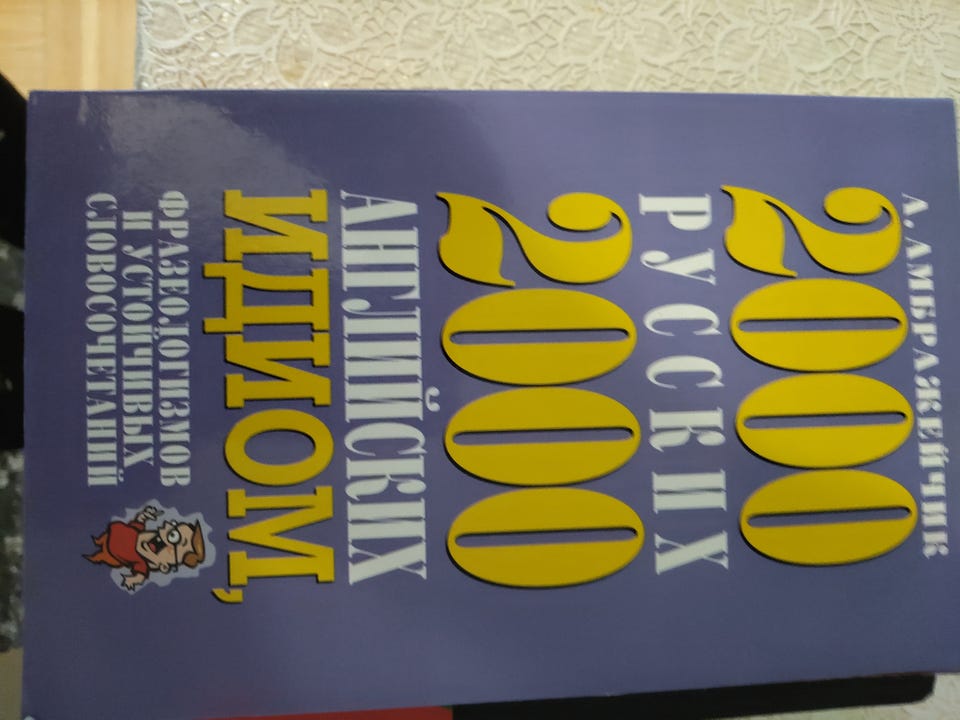 А. АМБРАЖЕЙЧИК
2000
РУССКИХ
2000
АНГЛИЙСКИХ
ИДИОМ,
ФРАЗЕОЛОГИЗМОВ
И УСТОЙЧИВЫХ
СЛОВОСОЧЕТАНИЙ